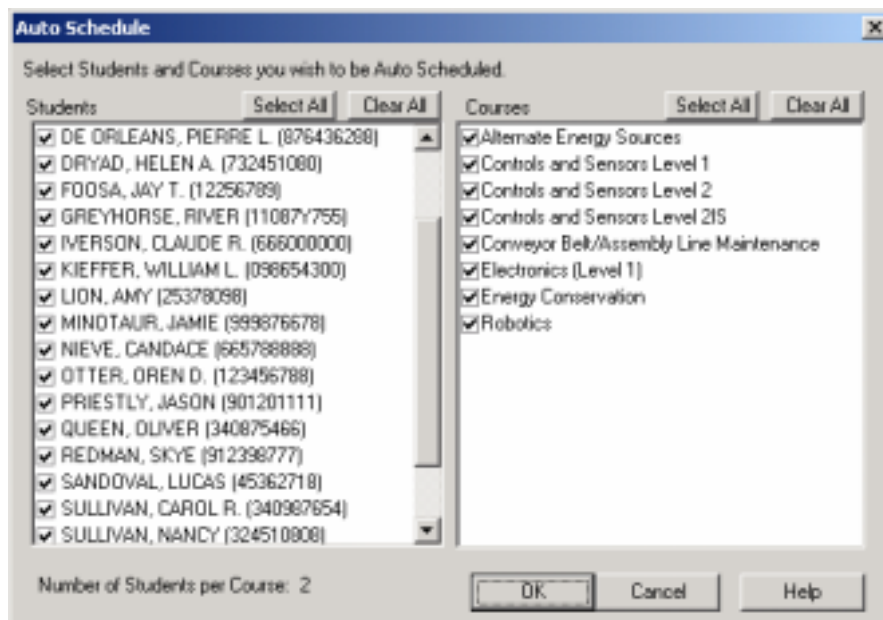 Auto Schedule
Select Students and Courses you wish to be Auto Scheduled.
Students Select All Clear All
DE ORLEANS, PIERRE L. (876436288)
DRYAD, HELEN A. (732451080)
FOOSA, JAY T. (12256789)
GREYHORSE, RIVER (11087Y755)
IVERSON, CLAUDE R. (666000000)
KIEFFER, WILLIAM L. (098654300)
LION, AMY (25378098)
MINOTAUR, JAMIE (999876678)
NIEVE, CANDACE (665788888)
OTTER, OREN D. (123456788)
PRIESTLY, JASON (901201111)
QUEEN, OLIVER (340875466)
REDMAN, SKYE (912398777)
SANDOVAL, LUCAS (45362718)
SULLIVAN, CAROL R. (340987654)
SULLIVAN, NANCY (324510808)
Courses Select All Clear All
Alternate Energy Sources
Controls and Sensors Level 1
Controls and Sensors Level 2
Controls and Sensors Level 2IS
Conveyor Belt/Assembly Line Maintenance
Electronics (Level 1)
Energy Conservation
Robotics
Number of Students per Course: 2
OK Cancel Help